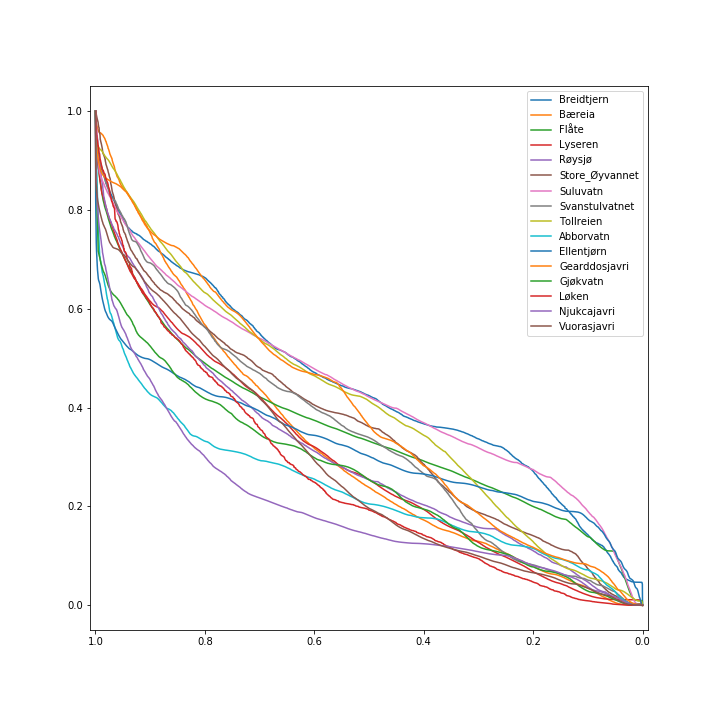 1.0
0.8
0.6
0.4
0.2
0.0
1.0 0.8 0.6 0.4 0.2 0.0
Breidtjern
Bæreia
Flåte
Lyseren
Røysjø
Store_Øyvannet
Suluvatn
Svanstulvatnet
Tollreien
Abborvatn
Ellentjørn
Gearddosjavri
Gjøkvatn
Løken
Njukcajavri
Vuorasjavri